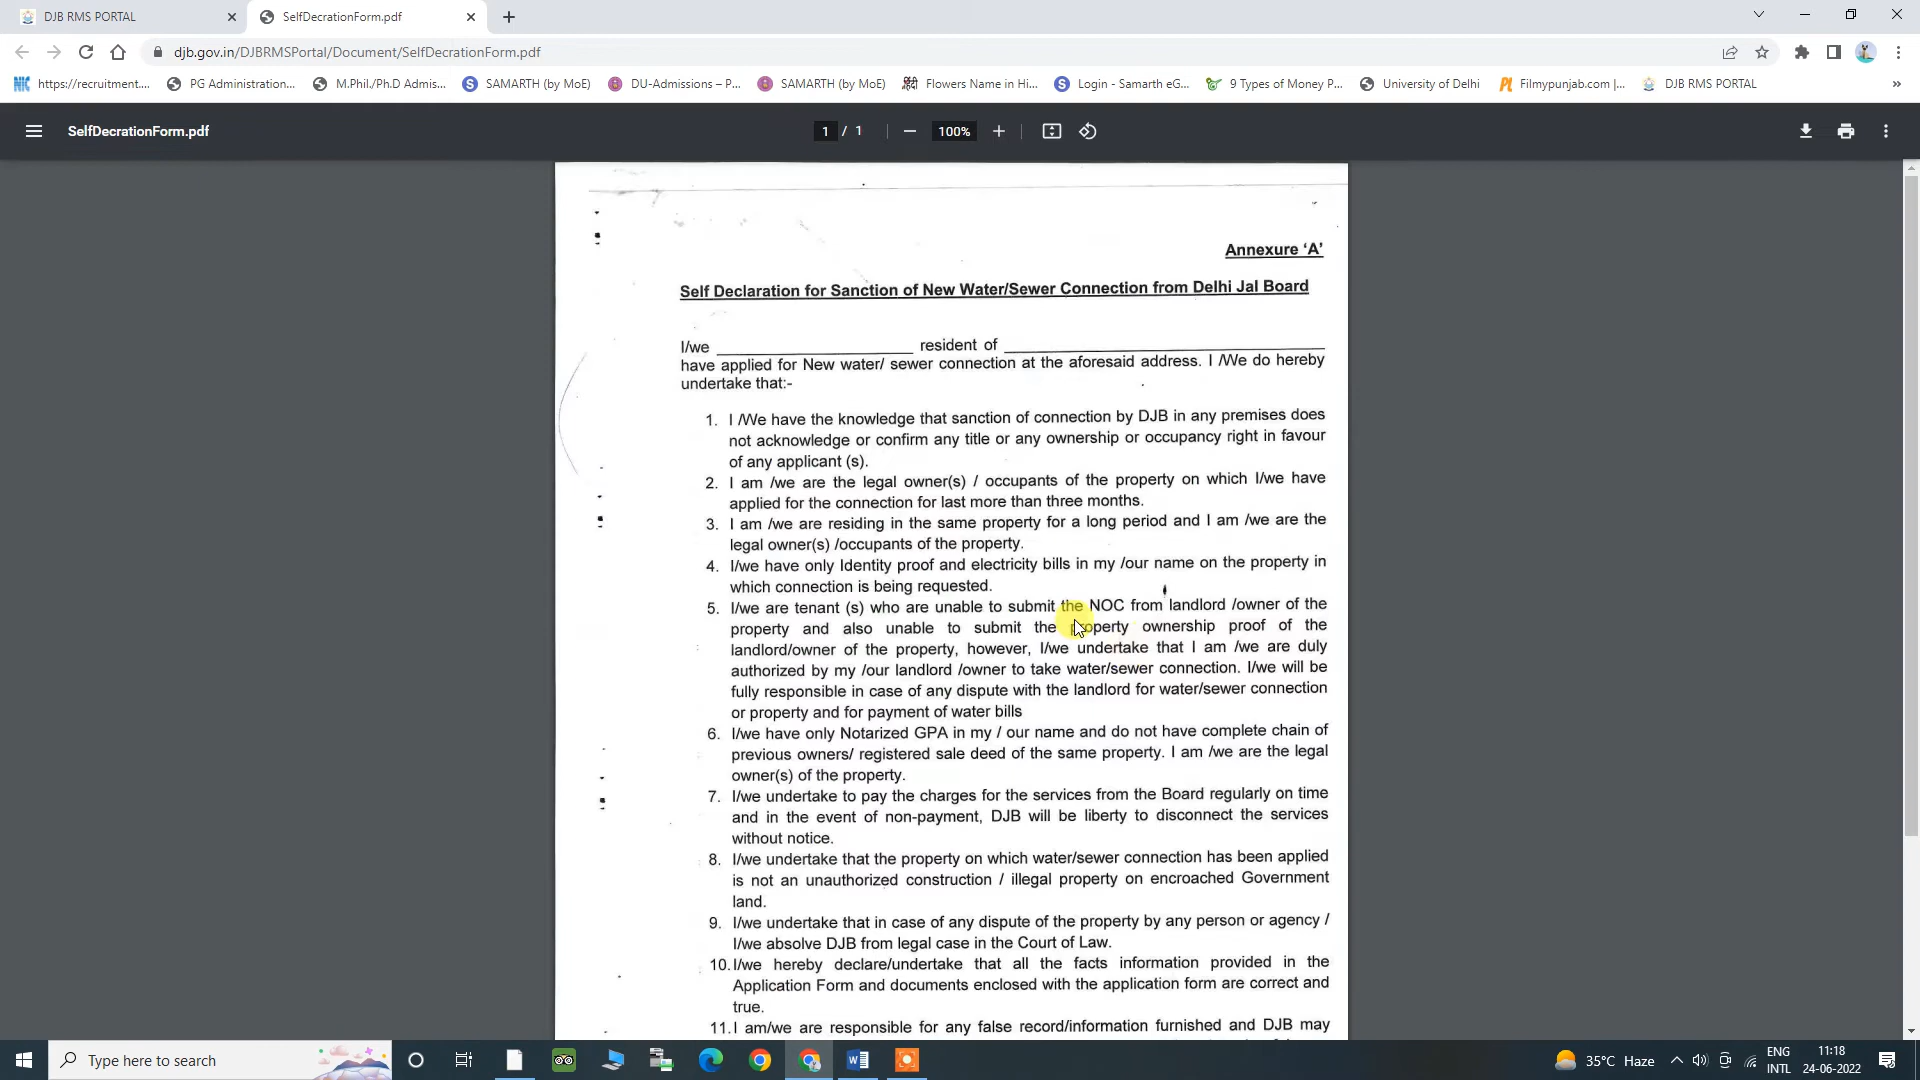 DJB RMS PORTAL
SelfDecrationForm.pdf
djb.gov.in/DJBRMSPortal/Document/SelfDecrationForm.pdf
https://recruitment....
PG Administration...
M.Phil./Ph.D Admis...
SAMARTH (by MoE)
DU-Admissions – P...
SAMARTH (by MoE)
Flowers Name in Hi...
Login - Samarth eG...
9 Types of Money P...
University of Delhi
Filmypunjab.com |...
DJB RMS PORTAL
SelfDecrationForm.pdf
1 / 1
100%
Annexure ‘A’
Self Declaration for Sanction of New Water/Sewer Connection from Delhi Jal Board
I/we ______________________ resident of ____________________________________
have applied for New water/ sewer connection at the aforesaid address. I /We do hereby
undertake that:-
1. I /We have the knowledge that sanction of connection by DJB in any premises does
not acknowledge or confirm any title or any ownership or occupancy right in favour
of any applicant (s).
2. I am /we are the legal owner(s) / occupants of the property on which I/we have
applied for the connection for last more than three months.
3. I am /we are residing in the same property for a long period and I am /we are the
legal owner(s) /occupants of the property.
4. I/we have only Identity proof and electricity bills in my /our name on the property in
which connection is being requested.
5. I/we are tenant (s) who are unable to submit the NOC from landlord /owner of the
property and also unable to submit the property ownership proof of the
landlord/owner of the property, however, I/we undertake that I am /we are duly
authorized by my /our landlord /owner to take water/sewer connection. I/we will be
fully responsible in case of any dispute with the landlord for water/sewer connection
or property and for payment of water bills
6. I/we have only Notarized GPA in my / our name and do not have complete chain of
previous owners/ registered sale deed of the same property. I am /we are the legal
owner(s) of the property.
7. I/we undertake to pay the charges for the services from the Board regularly on time
and in the event of non-payment, DJB will be liberty to disconnect the services
without notice.
8. I/we undertake that the property on which water/sewer connection has been applied
is not an unauthorized construction / illegal property on encroached Government
land.
9. I/we undertake that in case of any dispute of the property by any person or agency /
I/we absolve DJB from legal case in the Court of Law.
10. I/we hereby declare/undertake that all the facts information provided in the
Application Form and documents enclosed with the application form are correct and
true.
11. I am/we are responsible for any false record/information furnished and DJB may
Type here to search
35°C Haze
ENG
INTL
11:18
24-06-2022